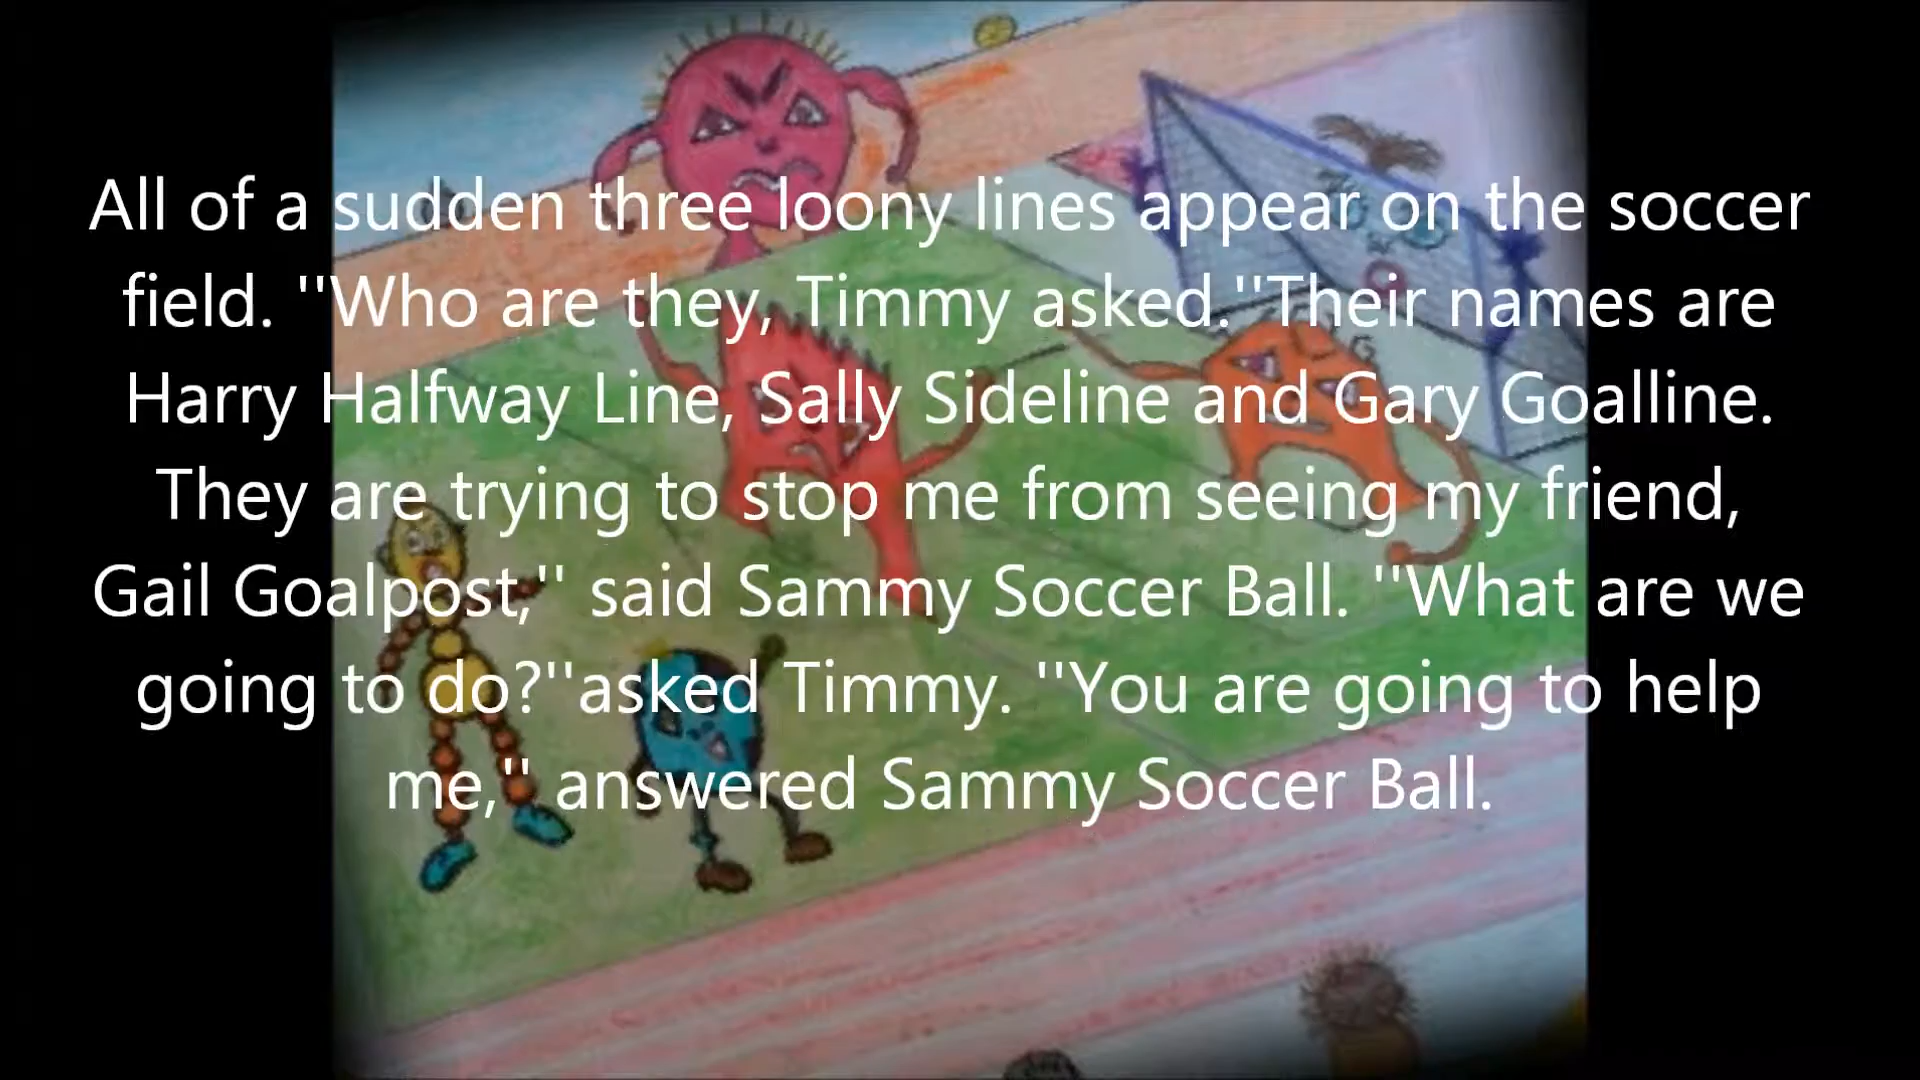 All of a sudden three loony lines appear on the soccer
field. ''Who are they, Timmy asked.''Their names are
Harry Halfway Line, Sally Sideline and Gary Goalline.
They are trying to stop me from seeing my friend,
Gail Goalpost,'' said Sammy Soccer Ball. ''What are we
going to do?''asked Timmy. ''You are going to help
me,'' answered Sammy Soccer Ball.